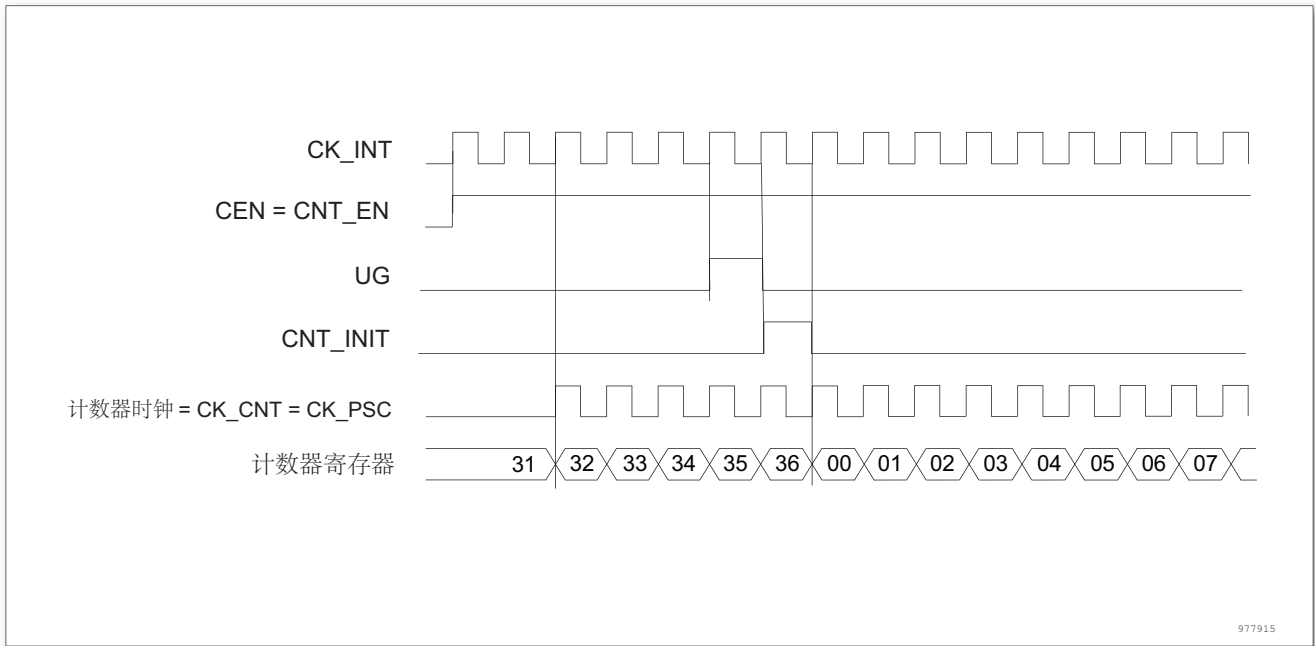 CK_INT
CEN = CNT_EN
UG
CNT_INIT
计数器时钟 = CK_CNT = CK_PSC
计数器寄存器 31 32 33 34 35 36 00 01 02 03 04 05 06 07
977915